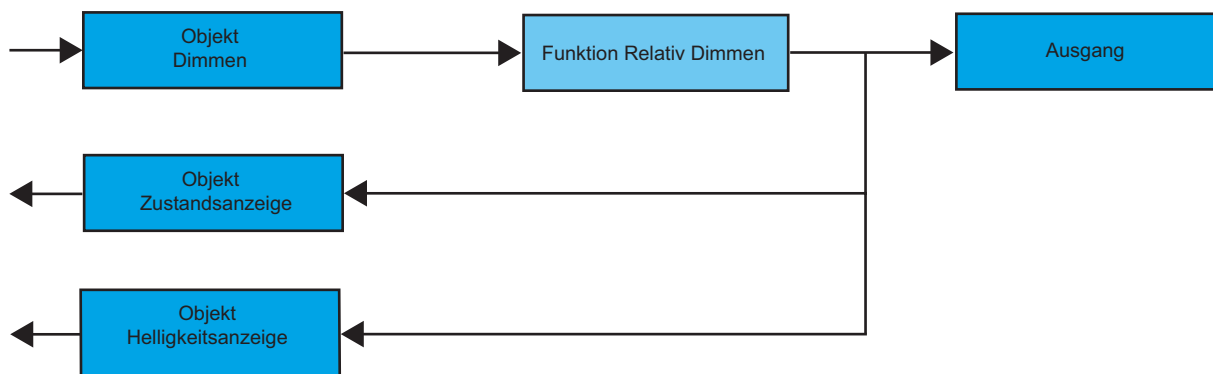 Objekt
Dimmen
Funktion Relativ Dimmen
Ausgang
Objekt
Zustandsanzeige
Objekt
Helligkeitsanzeige